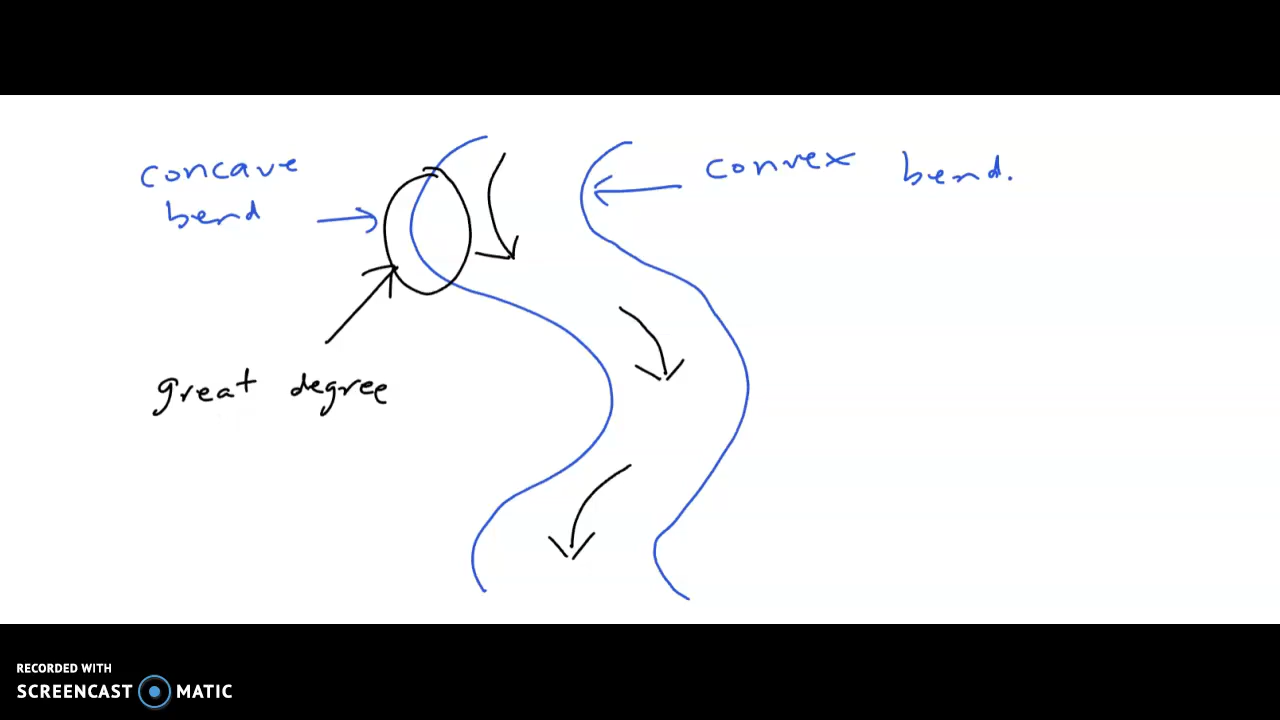 concave
bend
convex bend.
great degree
RECORDED WITH
SCREENCAST MATIC